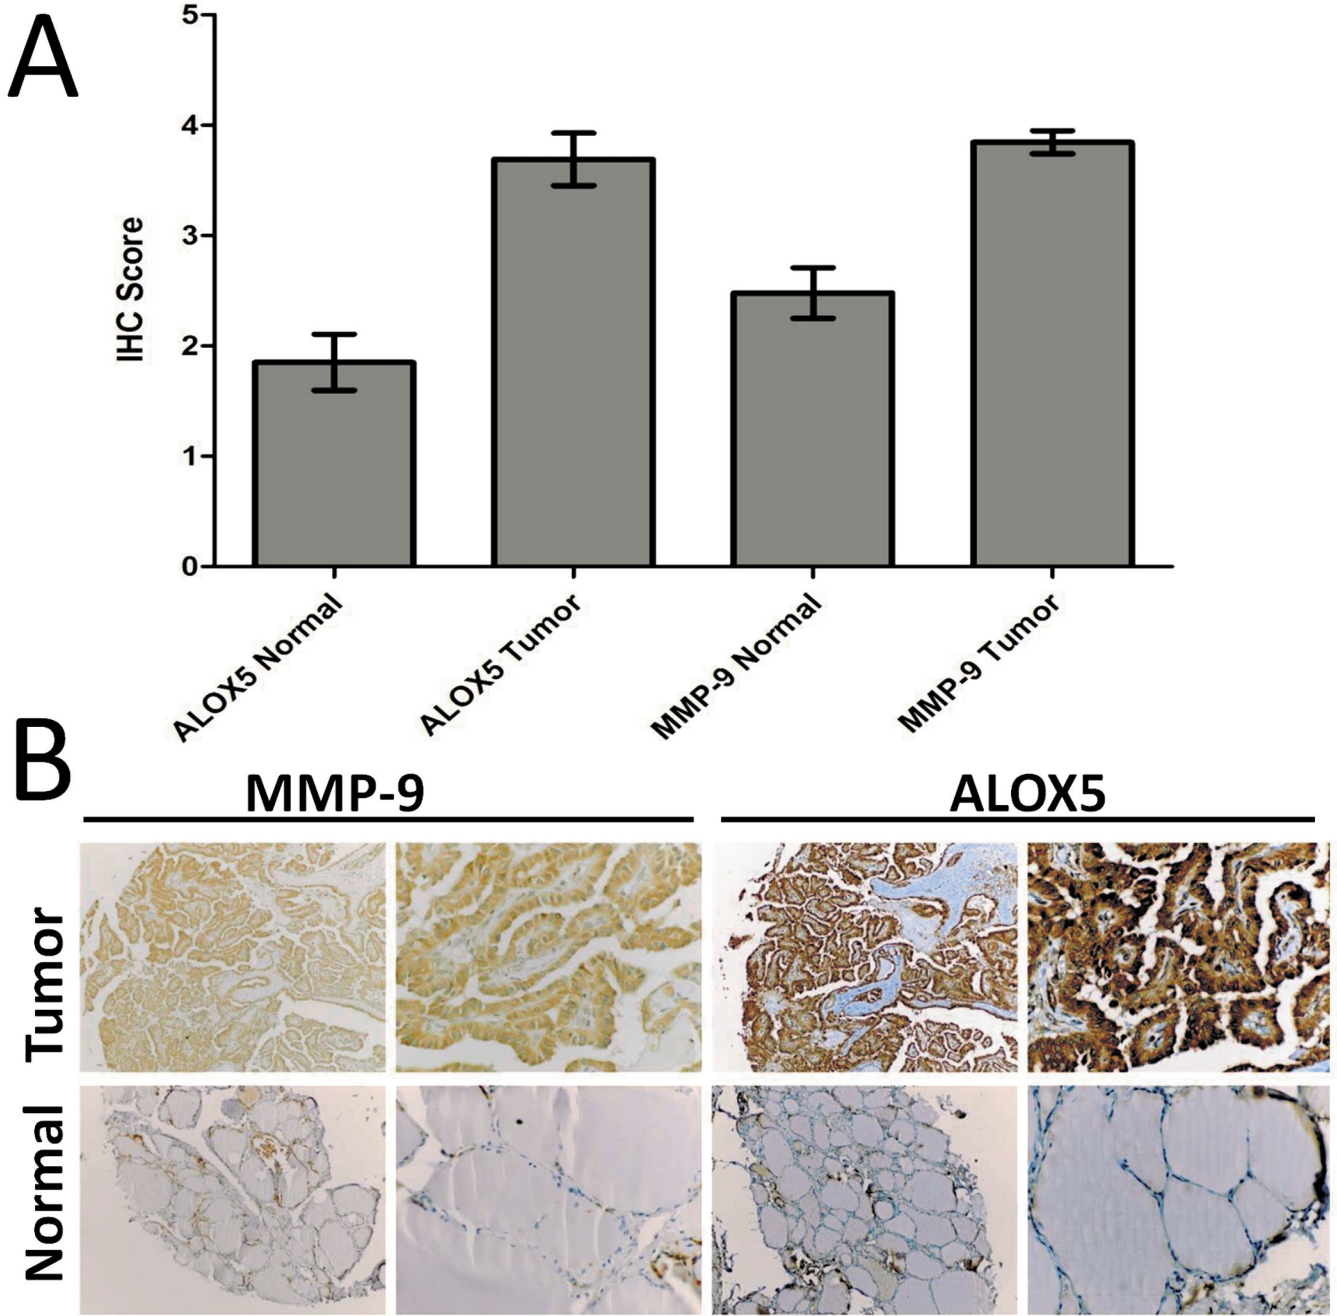 A
5
4
3
2
1
0
IHC Score
ALOX5 Normal
ALOX5 Tumor
MMP-9 Normal
MMP-9 Tumor
B
MMP-9
ALOX5
Tumor
Normal